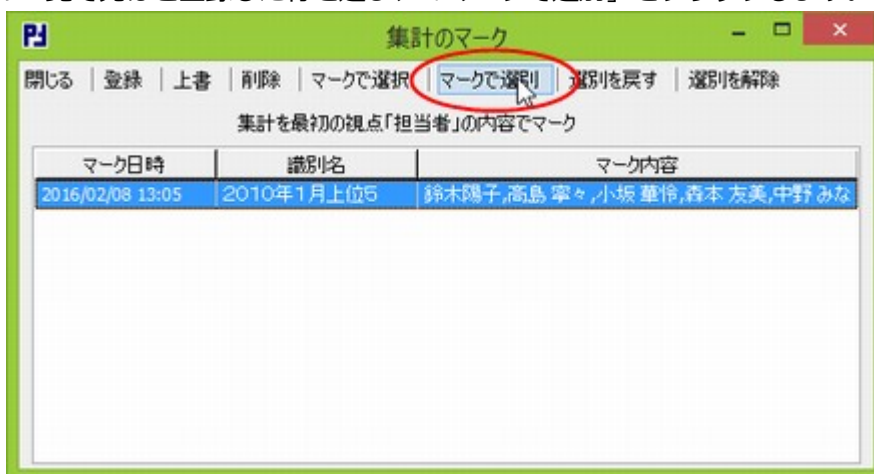 集計のマーク
閉じる | 登録 | 上書 | 削除 | マークで選択 | マークで選別 | 選別を戻す | 選別を解除
集計を最初の視点「担当者」の内容でマーク
マーク日時 識別名 マーク内容
2016/02/08 13:05 2010年1月上位5 鈴木陽子,高島 寧々,小坂 華怜,森本 友美,中野 みな